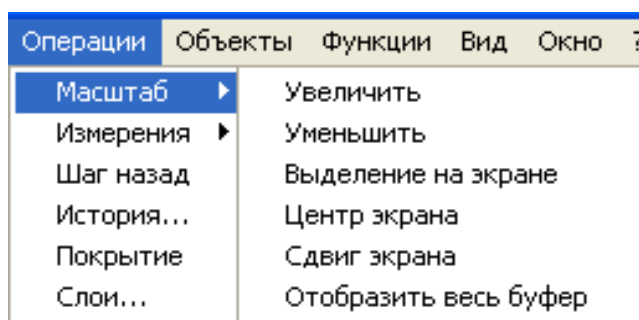 Операции Объекты Функции Вид Окно ?
Масштаб Увеличить
Измерения Уменьшить
Шаг назад Выделение на экране
История... Центр экрана
Покрытие Сдвиг экрана
Слои... Отобразить весь буфер